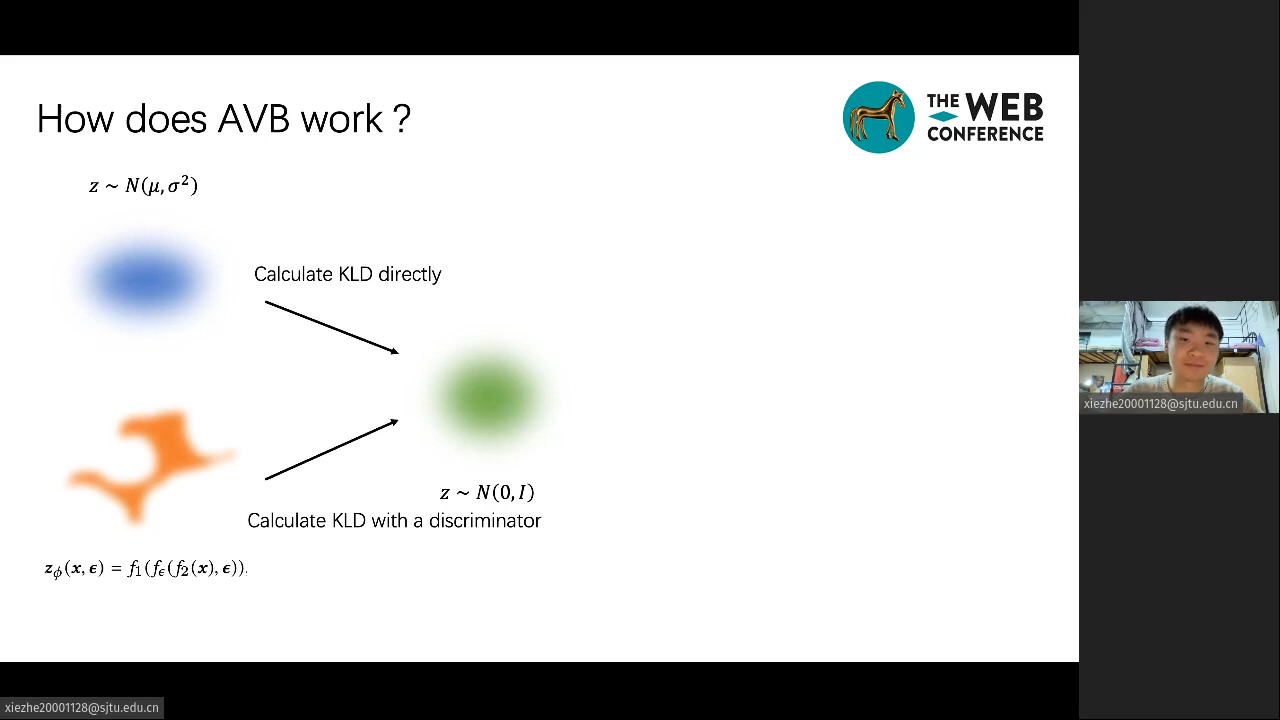 How does AVB work ?
THE WEB
CONFERENCE
z ~ N(μ, σ²)
Calculate KLD directly
z ~ N(0, I)
Calculate KLD with a discriminator
z_ϕ(x, ϵ) = f₁(f_ϵ(f₂(x), ϵ)).
xiezhe20001128@sjtu.edu.cn
xiezhe20001128@sjtu.edu.cn